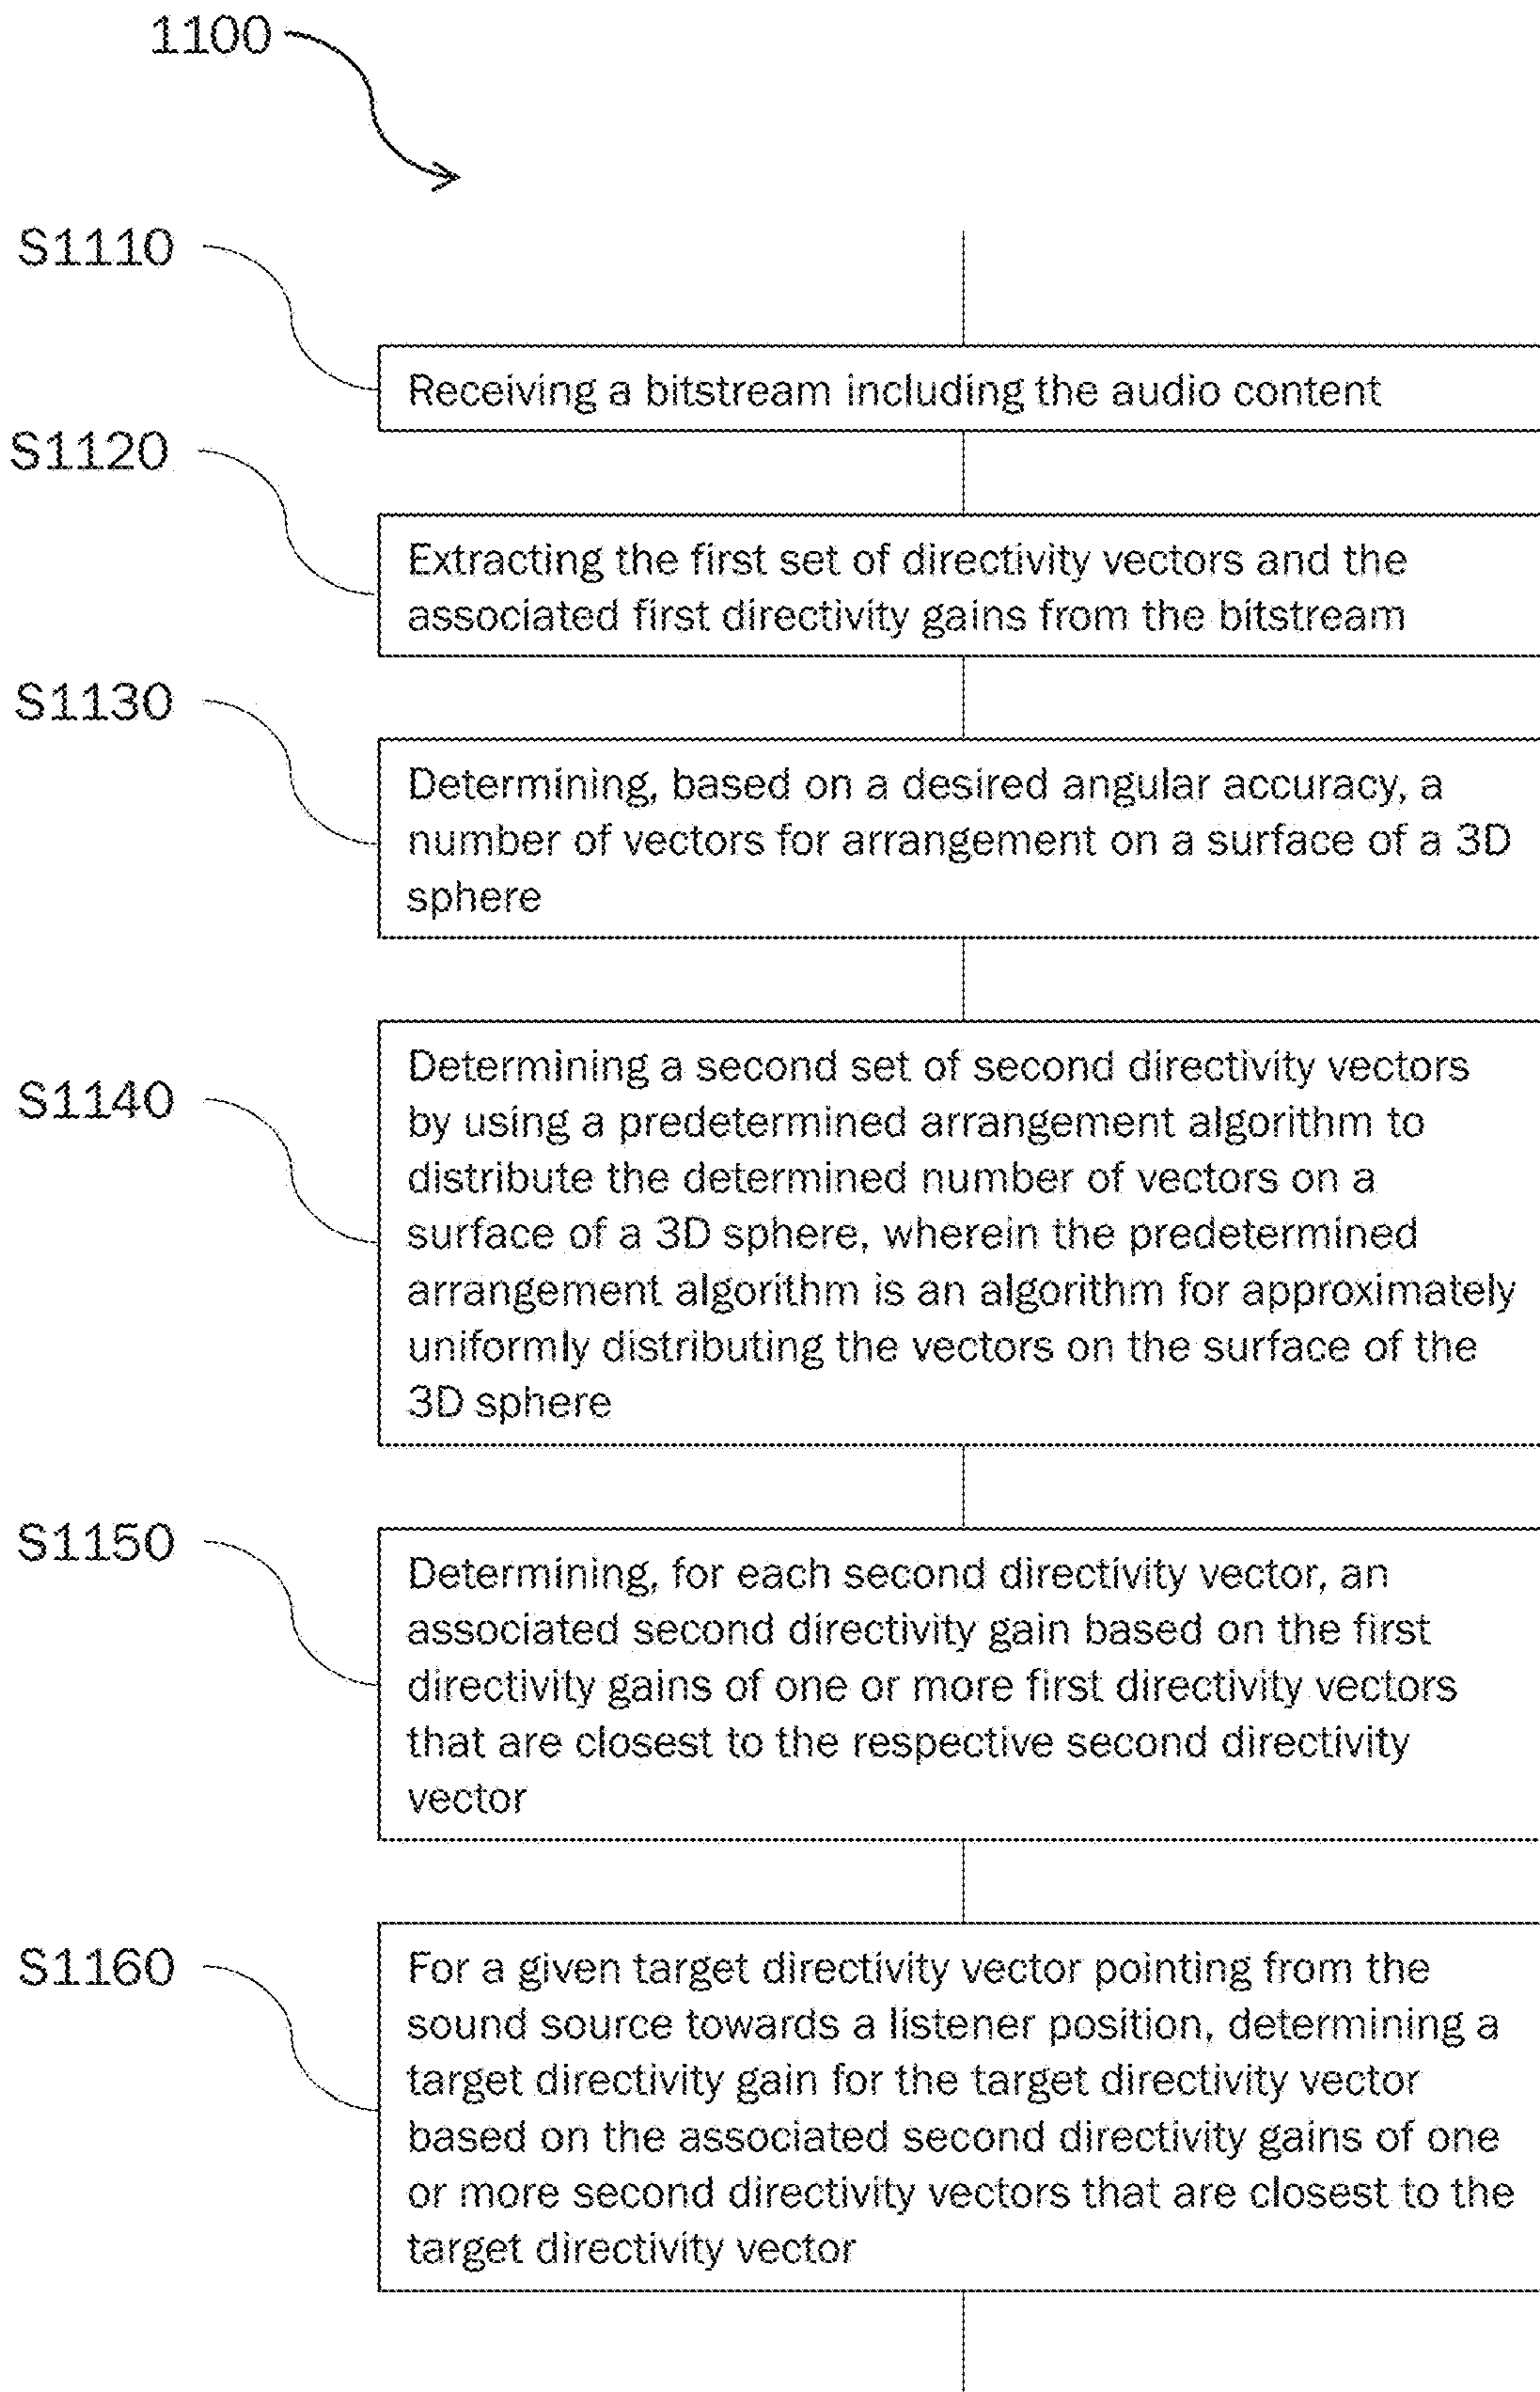 1100
S1110
Receiving a bitstream including the audio content
S1120
Extracting the first set of directivity vectors and the
associated first directivity gains from the bitstream
S1130
Determining, based on a desired angular accuracy, a
number of vectors for arrangement on a surface of a 3D
sphere
S1140
Determining a second set of second directivity vectors
by using a predetermined arrangement algorithm to
distribute the determined number of vectors on a
surface of a 3D sphere, wherein the predetermined
arrangement algorithm is an algorithm for approximately
uniformly distributing the vectors on the surface of the
3D sphere
S1150
Determining, for each second directivity vector, an
associated second directivity gain based on the first
directivity gains of one or more first directivity vectors
that are closest to the respective second directivity
vector
S1160
For a given target directivity vector pointing from the
sound source towards a listener position, determining a
target directivity gain for the target directivity vector
based on the associated second directivity gains of one
or more second directivity vectors that are closest to the
target directivity vector